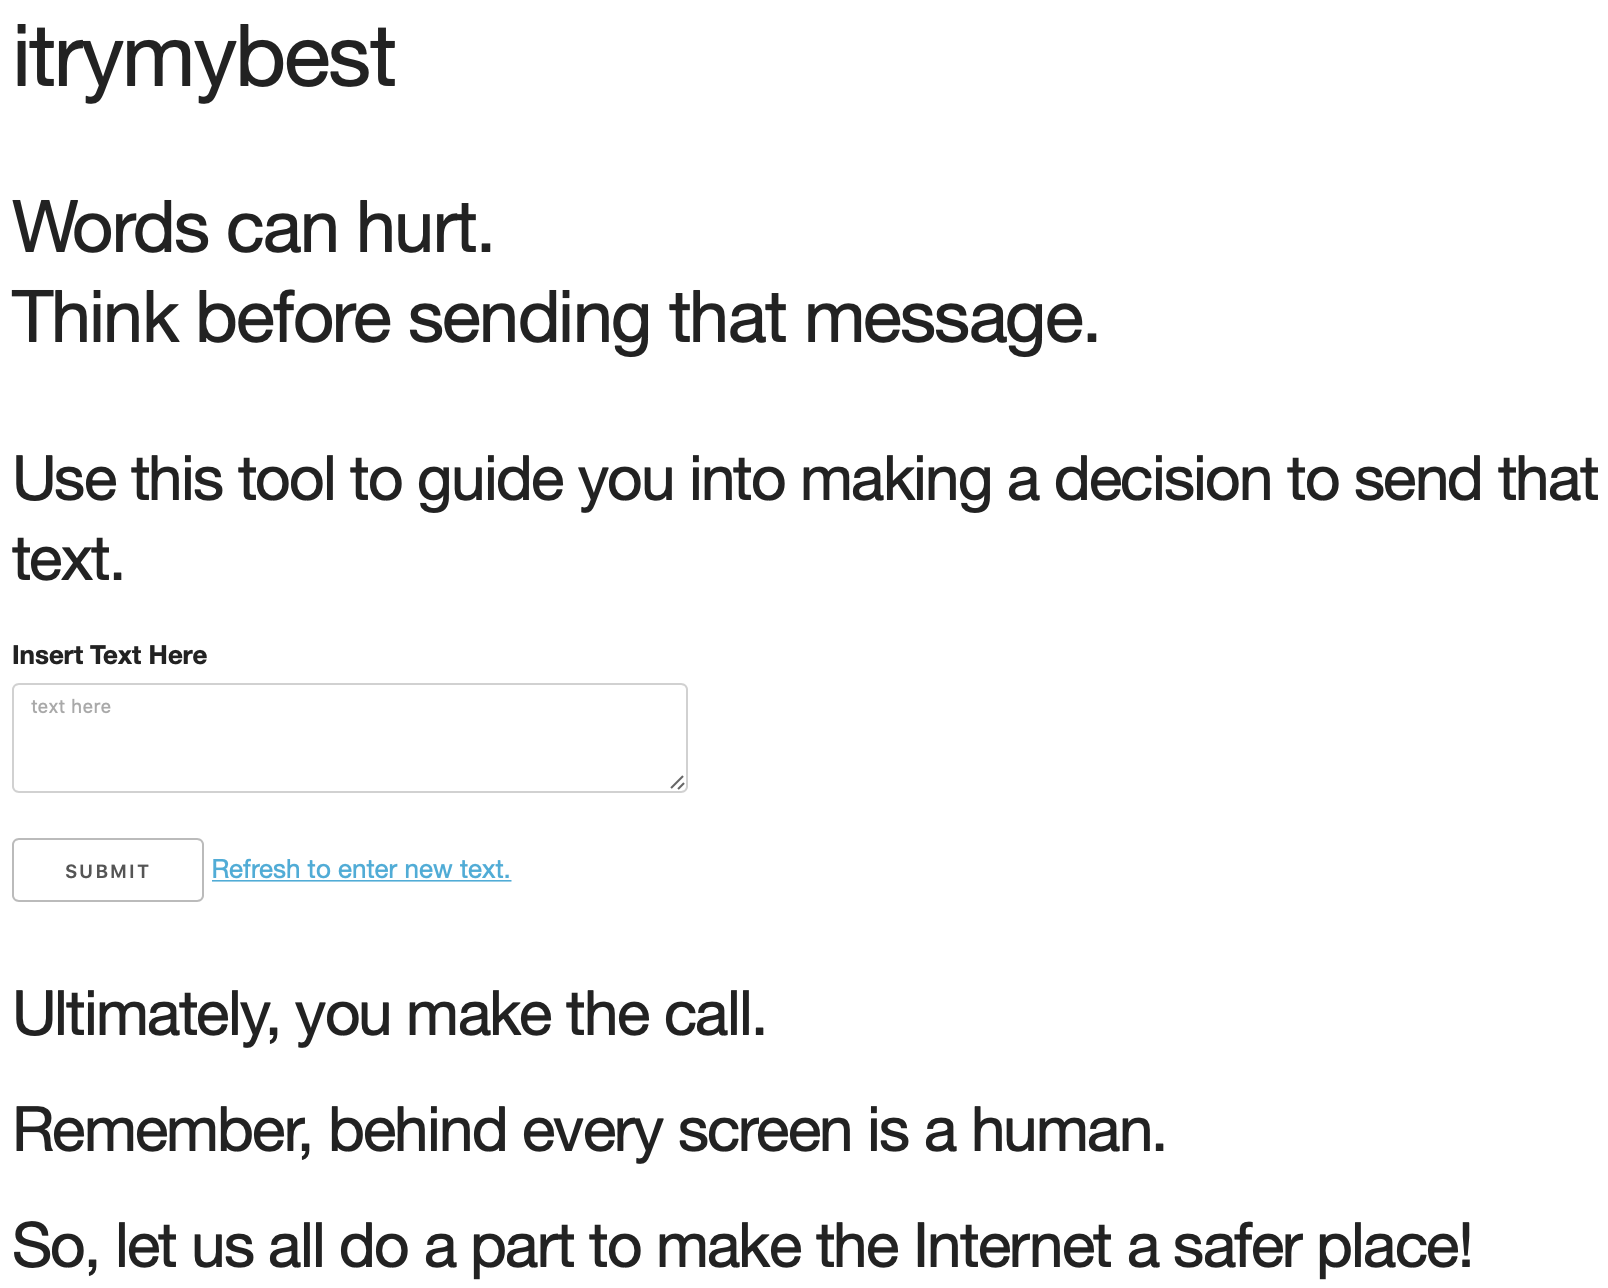 itrymybest
Words can hurt.
Think before sending that message.
Use this tool to guide you into making a decision to send that
text.
Insert Text Here
text here
SUBMIT Refresh to enter new text.
Ultimately, you make the call.
Remember, behind every screen is a human.
So, let us all do a part to make the Internet a safer place!